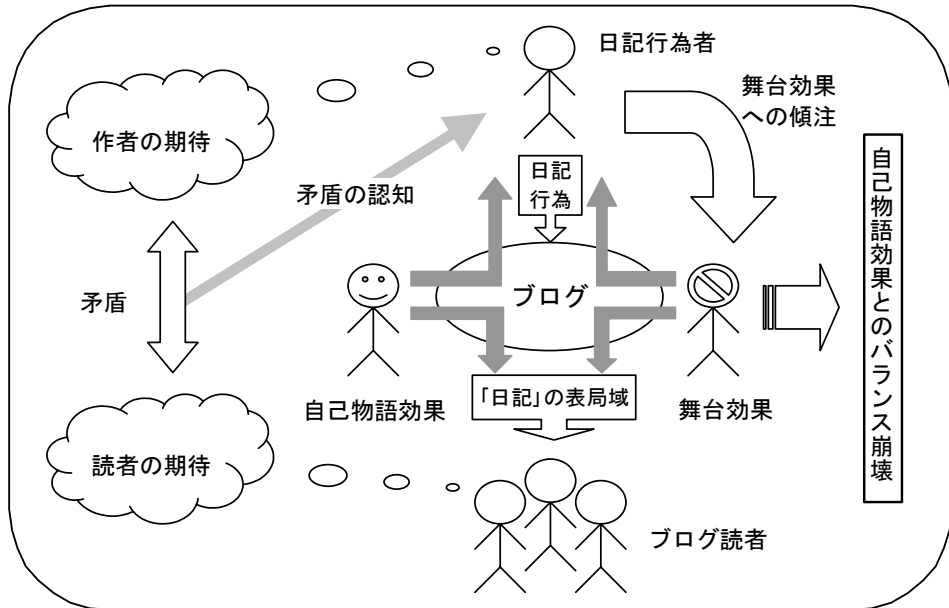 日記行為者
舞台効果
への傾注
作者の期待
日記
行為
矛盾の認知
自己物語効果とのバランス崩壊
矛盾
ブログ
自己物語効果
「日記」の表局域
舞台効果
読者の期待
ブログ読者